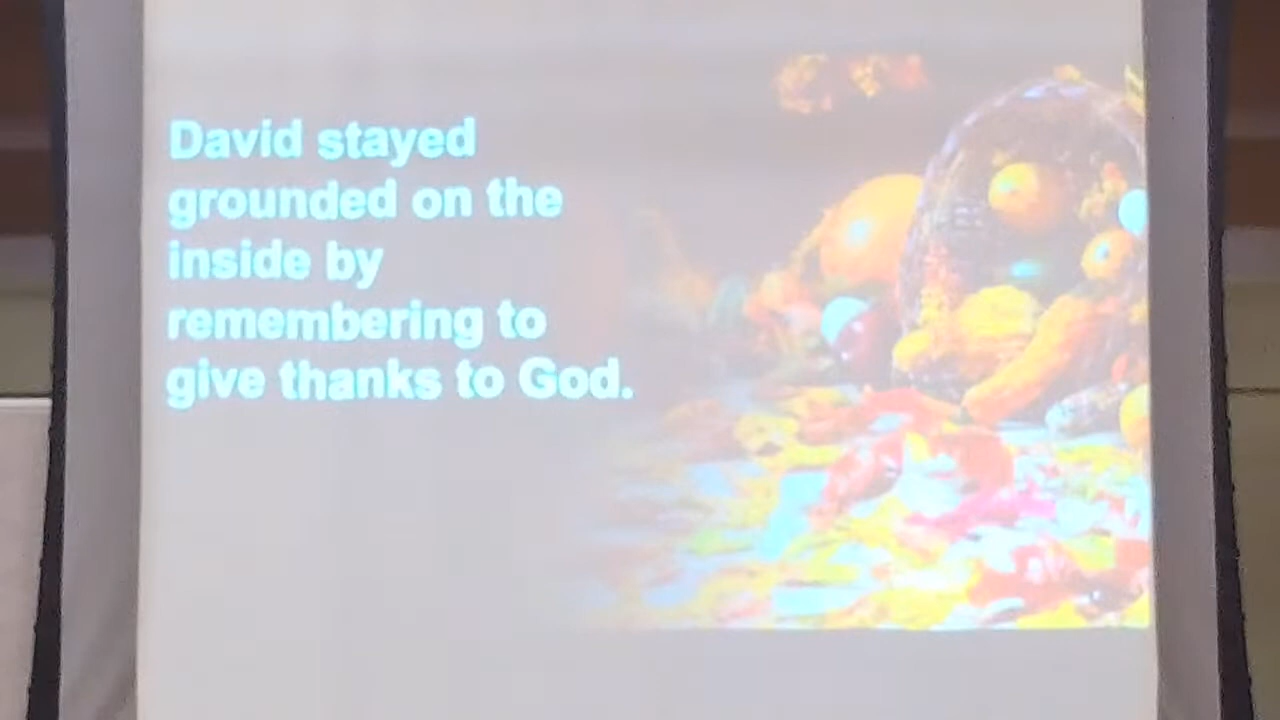 David stayed
grounded on the
inside by
remembering to
give thanks to God.